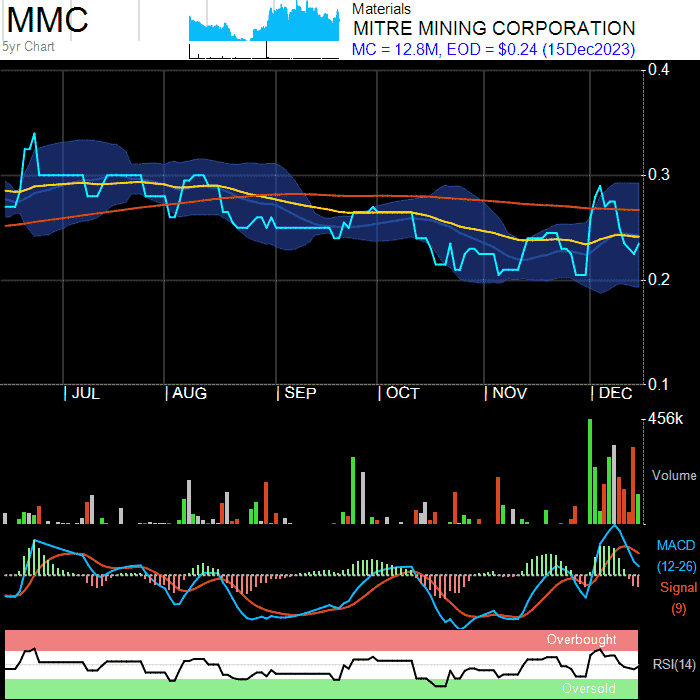 MMC
5yr Chart
Materials
MITRE MINING CORPORATION
MC = 12.8M, EOD = $0.24 (15Dec2023)
0.4
0.3
0.2
0.1
JUL AUG SEP OCT NOV DEC
456k
Volume
MACD
(12-26)
Signal
(9)
Overbought
RSI(14)
Oversold